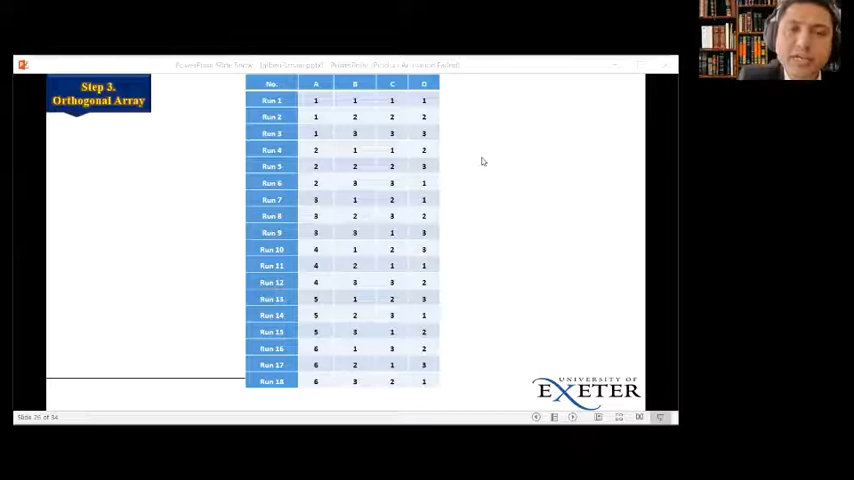 Step 3.
Orthogonal Array
No. A B C D
Run 1 1 1 1 1
Run 2 1 2 2 2
Run 3 1 3 3 3
Run 4 2 1 1 2
Run 5 2 2 2 3
Run 6 2 3 3 1
Run 7 3 1 2 1
Run 8 3 2 3 2
Run 9 3 3 1 3
Run 10 4 1 2 3
Run 11 4 2 1 1
Run 12 4 3 3 2
Run 13 5 1 2 3
Run 14 5 2 3 1
Run 15 5 3 1 2
Run 16 6 1 3 2
Run 17 6 2 1 3
Run 18 6 3 2 1
UNIVERSITY OF
EXETER
Slide 26 of 34